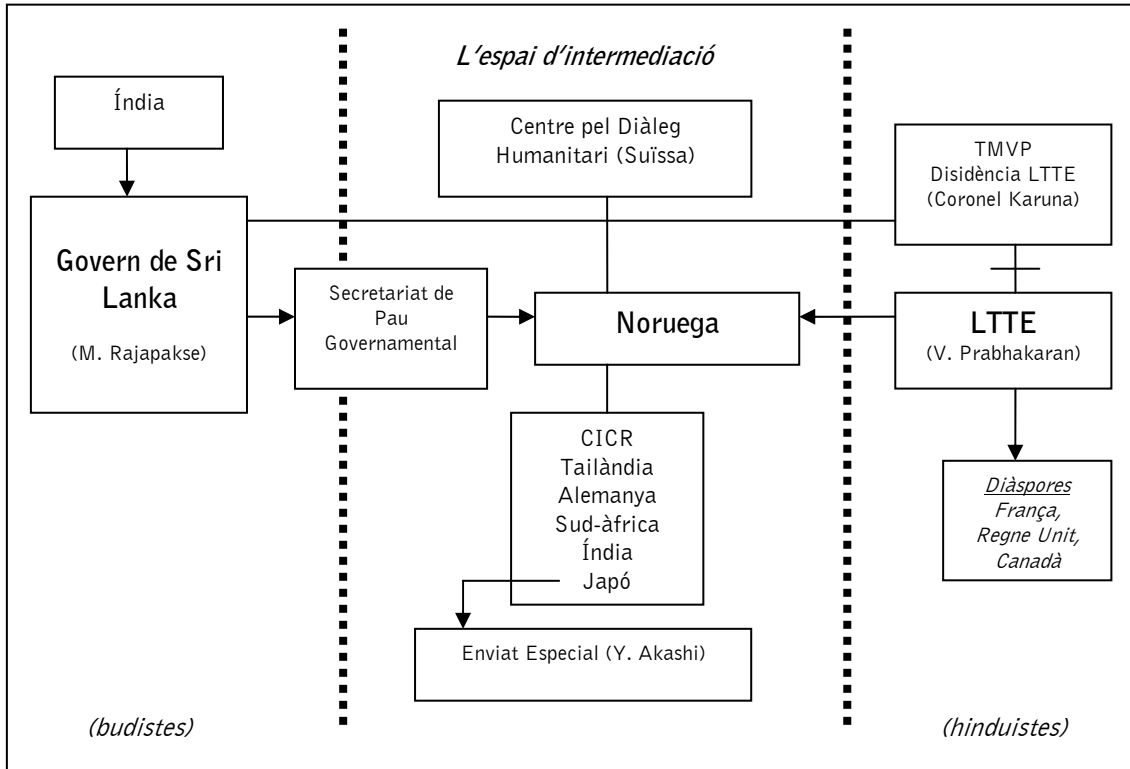 L'espai d'intermediació
Índia
Centre pel Diàleg
Humanitari (Suïssa)
TMVP
Disidència LTTE
(Coronel Karuna)
Govern de Sri
Lanka
(M. Rajapakse)
Secretariat de
Pau
Governamental
Noruega
LTTE
(V. Prabhakaran)
CICR
Tailàndia
Alemanya
Sud-àfrica
Índia
Japó
Diàspores
França,
Regne Unit,
Canadà
Enviat Especial (Y. Akashi)
(budistes)
(hinduistes)